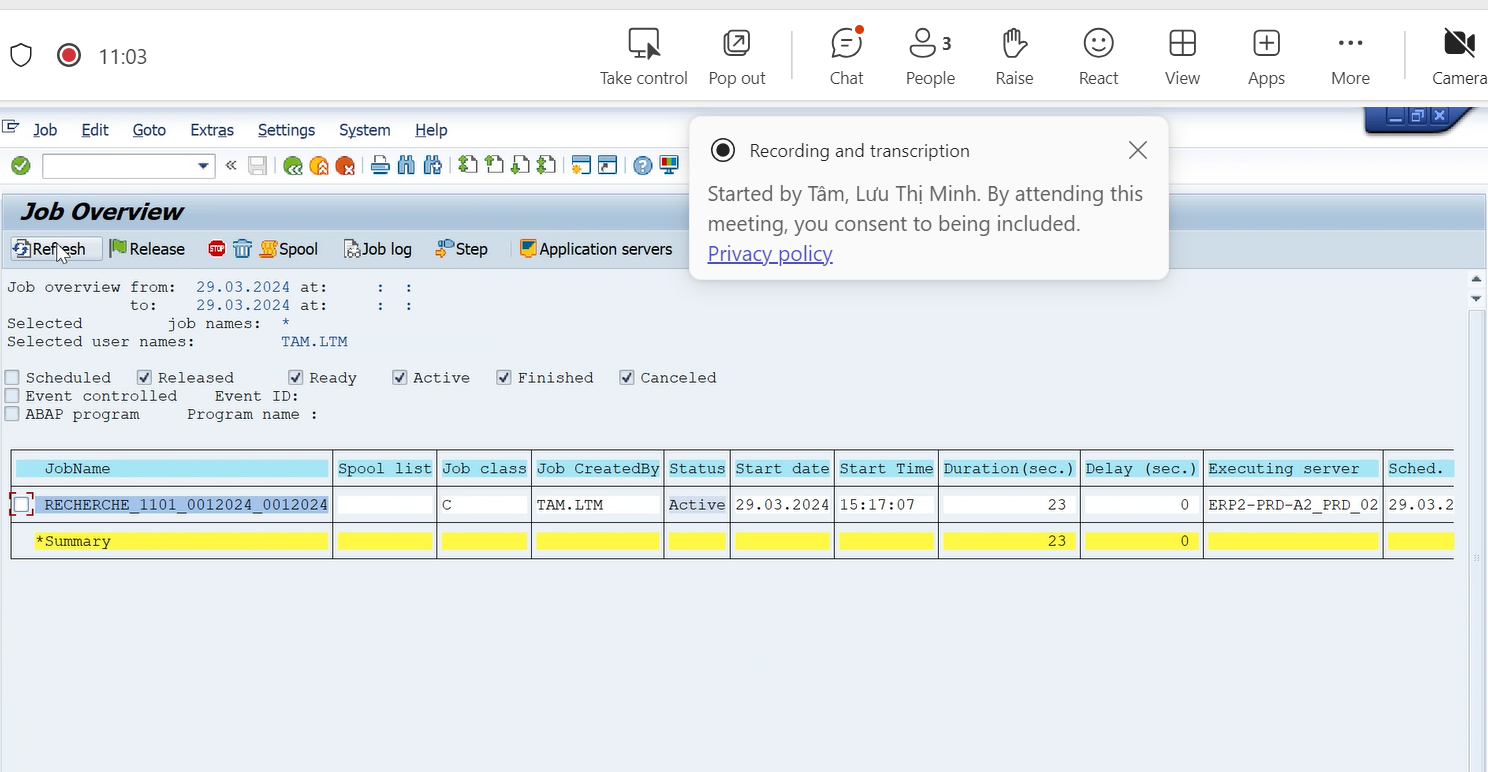 11:03
Take control Pop out Chat People 3 Raise React View Apps More Camera
Job Edit Goto Extras Settings System Help
Recording and transcription
Started by Tâm, Lưu Thị Minh. By attending this
meeting, you consent to being included.
Privacy policy
Job Overview
Refresh Release STOP Spool Job log Step Application servers
Job overview from: 29.03.2024 at: : :
to: 29.03.2024 at: : :
Selected job names: *
Selected user names: TAM.LTM
Scheduled Released Ready Active Finished Canceled
Event controlled Event ID:
ABAP program Program name :
JobName Spool list Job class Job CreatedBy Status Start date Start Time Duration(sec.) Delay (sec.) Executing server Sched.
RECHERCHE_1101_0012024_0012024 C TAM.LTM Active 29.03.2024 15:17:07 23 0 ERP2-PRD-A2_PRD_02 29.03.2
*Summary 23 0